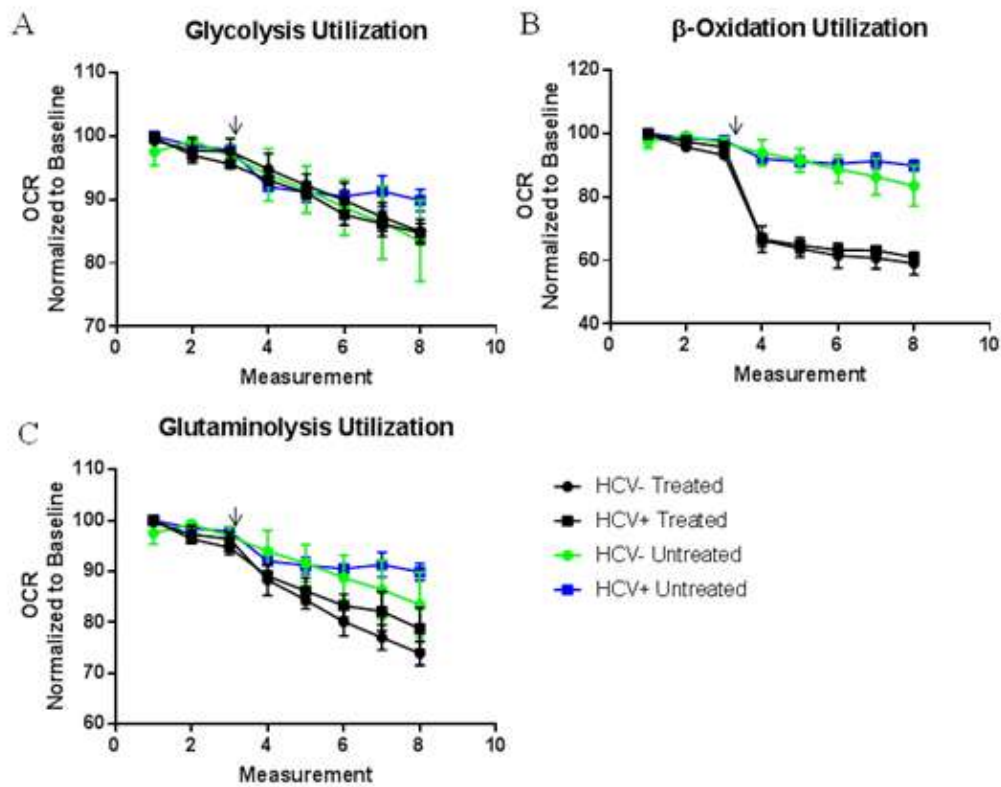 A
Glycolysis Utilization
110
100
90
80
70
OCR
Normalized to Baseline
0
2
4
6
8
10
Measurement
B
β-Oxidation Utilization
120
100
80
60
40
OCR
Normalized to Baseline
0
2
4
6
8
10
Measurement
C
Glutaminolysis Utilization
110
100
90
80
70
60
OCR
Normalized to Baseline
0
2
4
6
8
10
Measurement
HCV- Treated
HCV+ Treated
HCV- Untreated
HCV+ Untreated